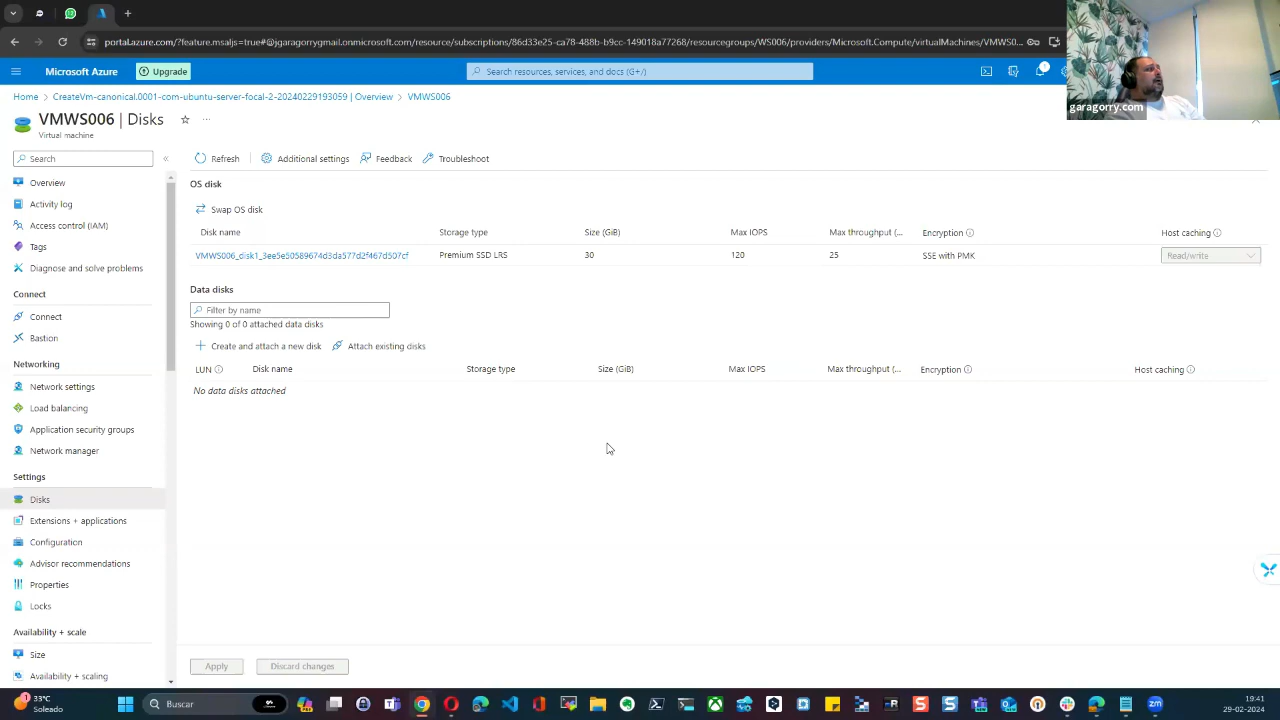 portal.azure.com/?feature.msaljs=true#@jgaragorrygmail.onmicrosoft.com/resource/subscriptions/86d33e25-ca78-488b-b9cc-149018a77268/resourcegroups/WS006/providers/Microsoft.Compute/virtualMachines/VMWS0...
Microsoft Azure
Upgrade
Search resources, services, and docs (G+/)
1
garagorry.com
Home > CreateVm-canonical.0001-com-ubuntu-server-focal-2-20240229193059 | Overview > VMWS006
VMWS006 | Disks
Virtual machine
Search
Overview
Activity log
Access control (IAM)
Tags
Diagnose and solve problems
Connect
Connect
Bastion
Networking
Network settings
Load balancing
Application security groups
Network manager
Settings
Disks
Extensions + applications
Configuration
Advisor recommendations
Properties
Locks
Availability + scale
Size
Availability + scaling
Refresh
Additional settings
Feedback
Troubleshoot
OS disk
Swap OS disk
Disk name Storage type Size (GiB) Max IOPS Max throughput (... Encryption Host caching
VMWS006_disk1_3ee5e50589674d3da577d2f467d507cf Premium SSD LRS 30 120 25 SSE with PMK Read/write
Data disks
Filter by name
Showing 0 of 0 attached data disks
Create and attach a new disk Attach existing disks
LUN Disk name Storage type Size (GiB) Max IOPS Max throughput (... Encryption Host caching
No data disks attached
Apply Discard changes
33°C
Soleado
Buscar
19:41
29-02-2024